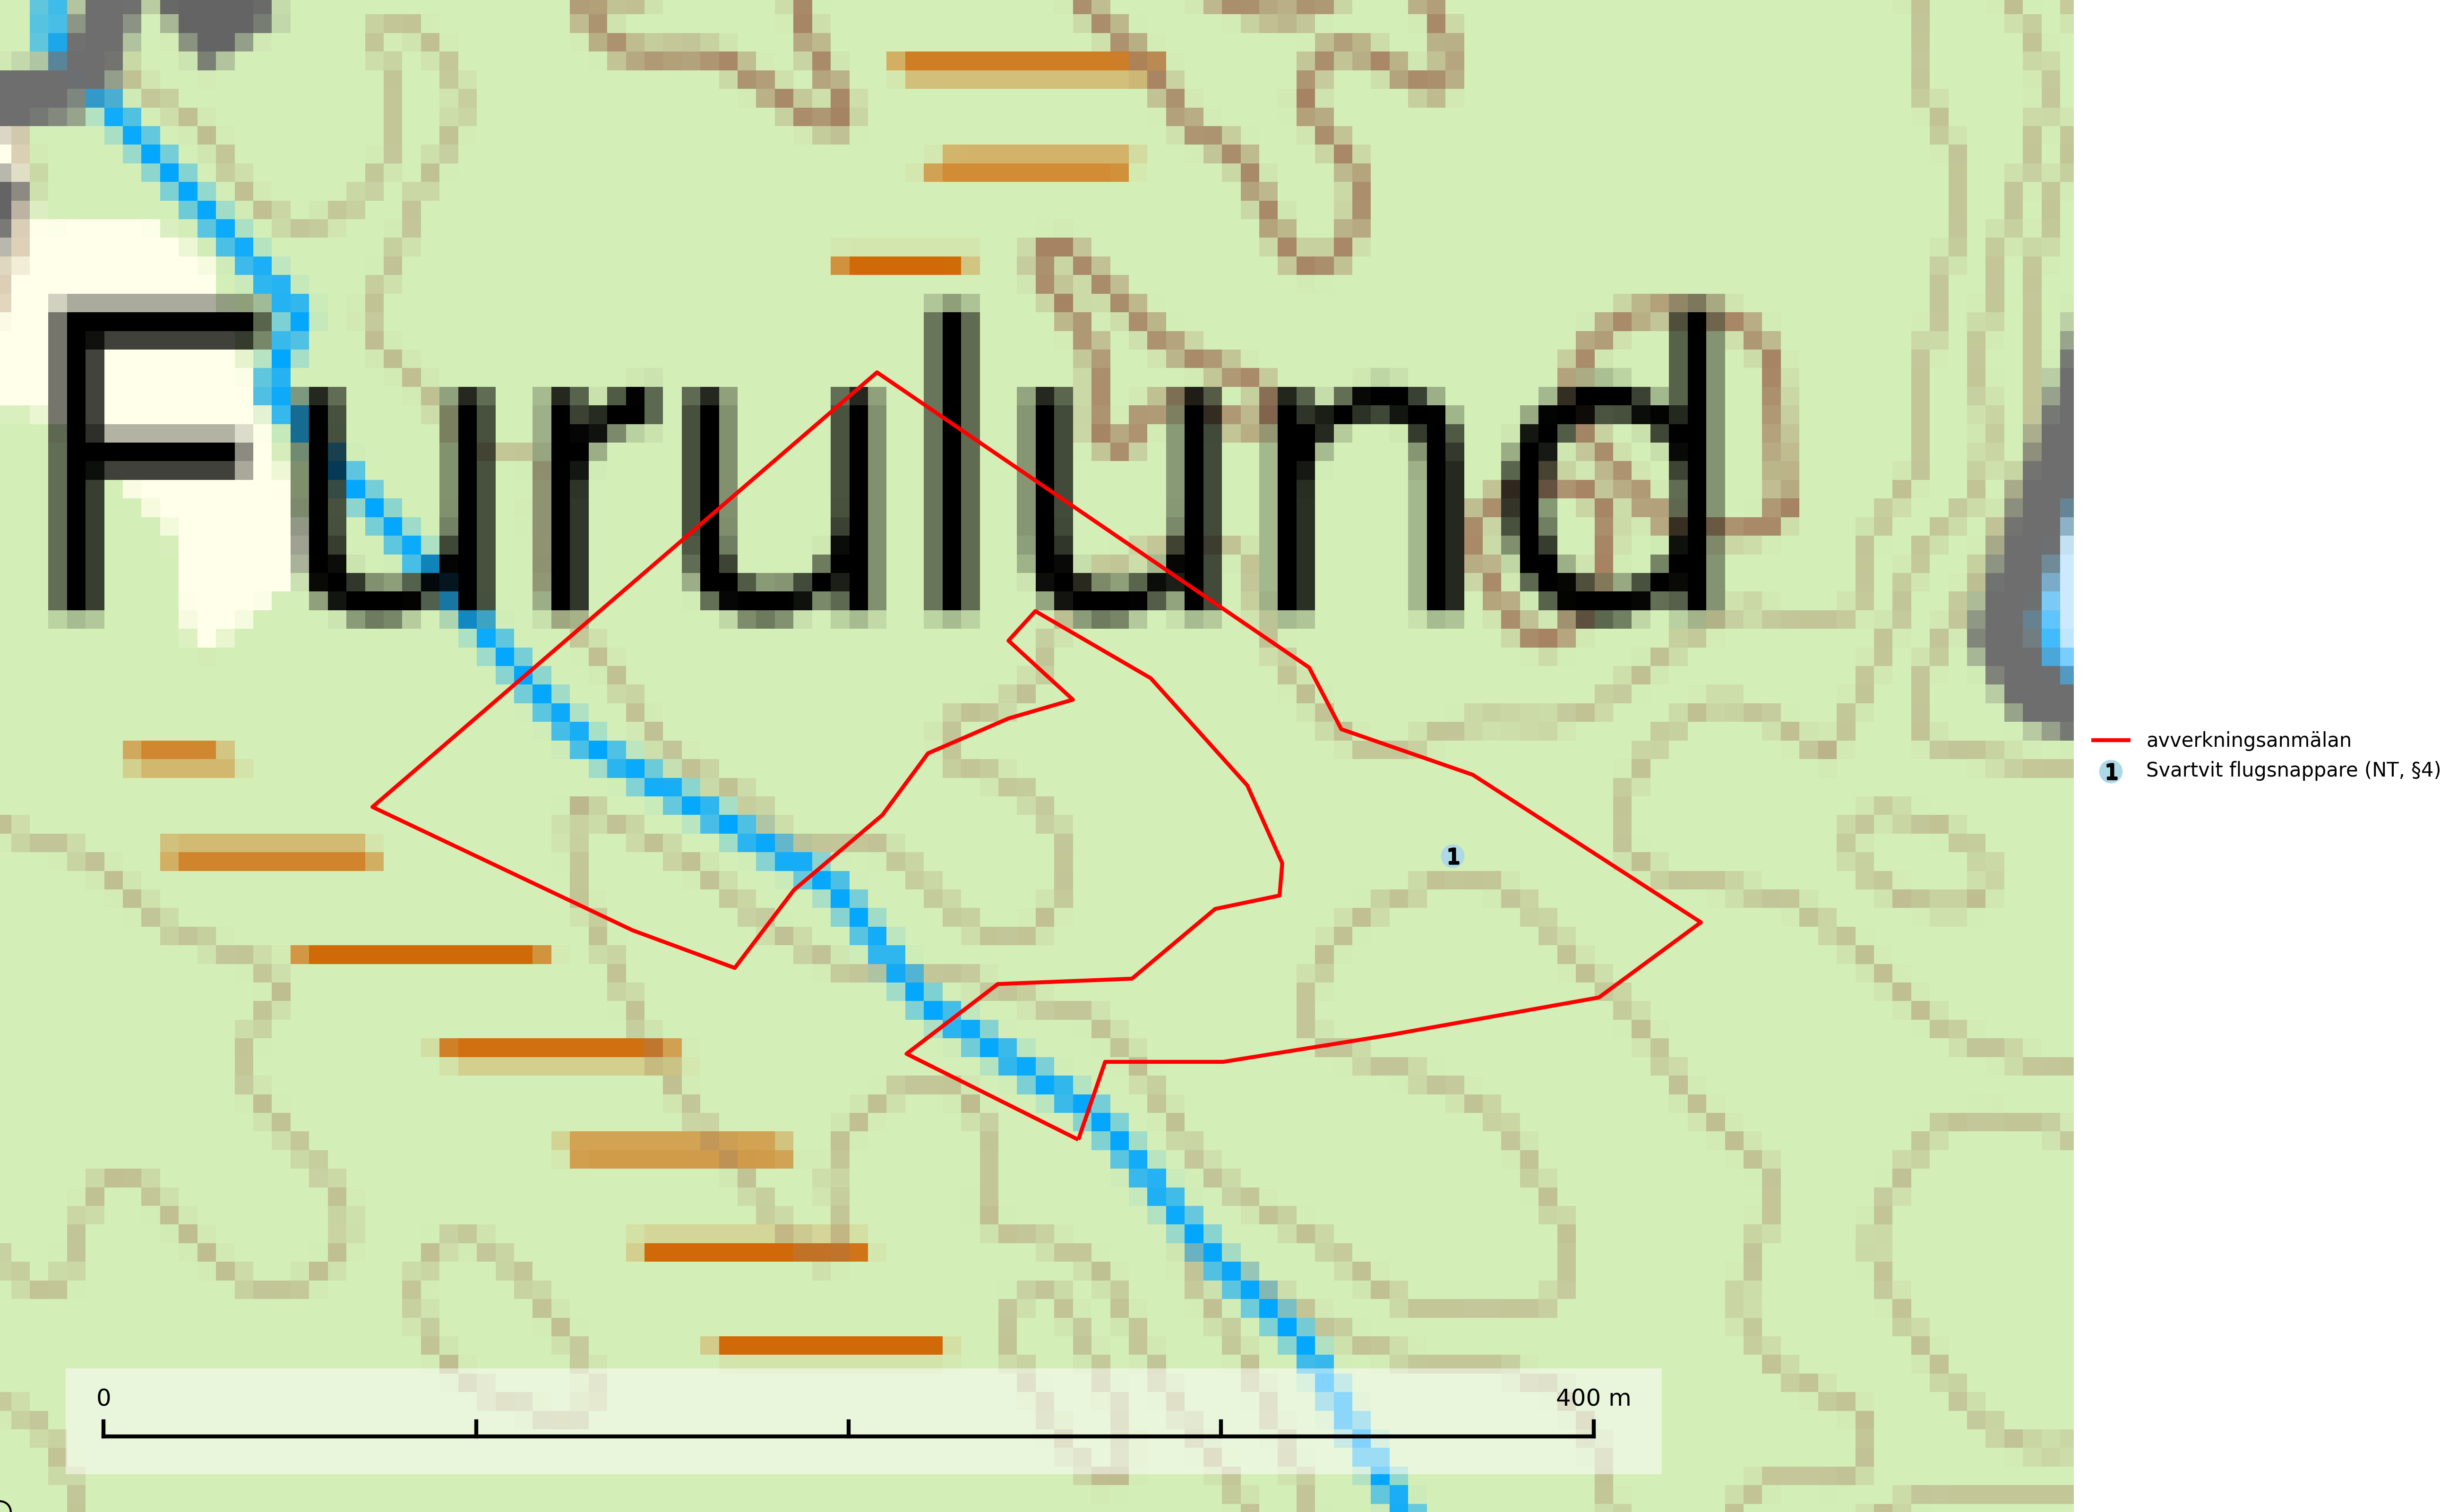 Furulund
avverkningsanmälan
1 Svartvit flugsnappare (NT, §4)
1
0 400 m